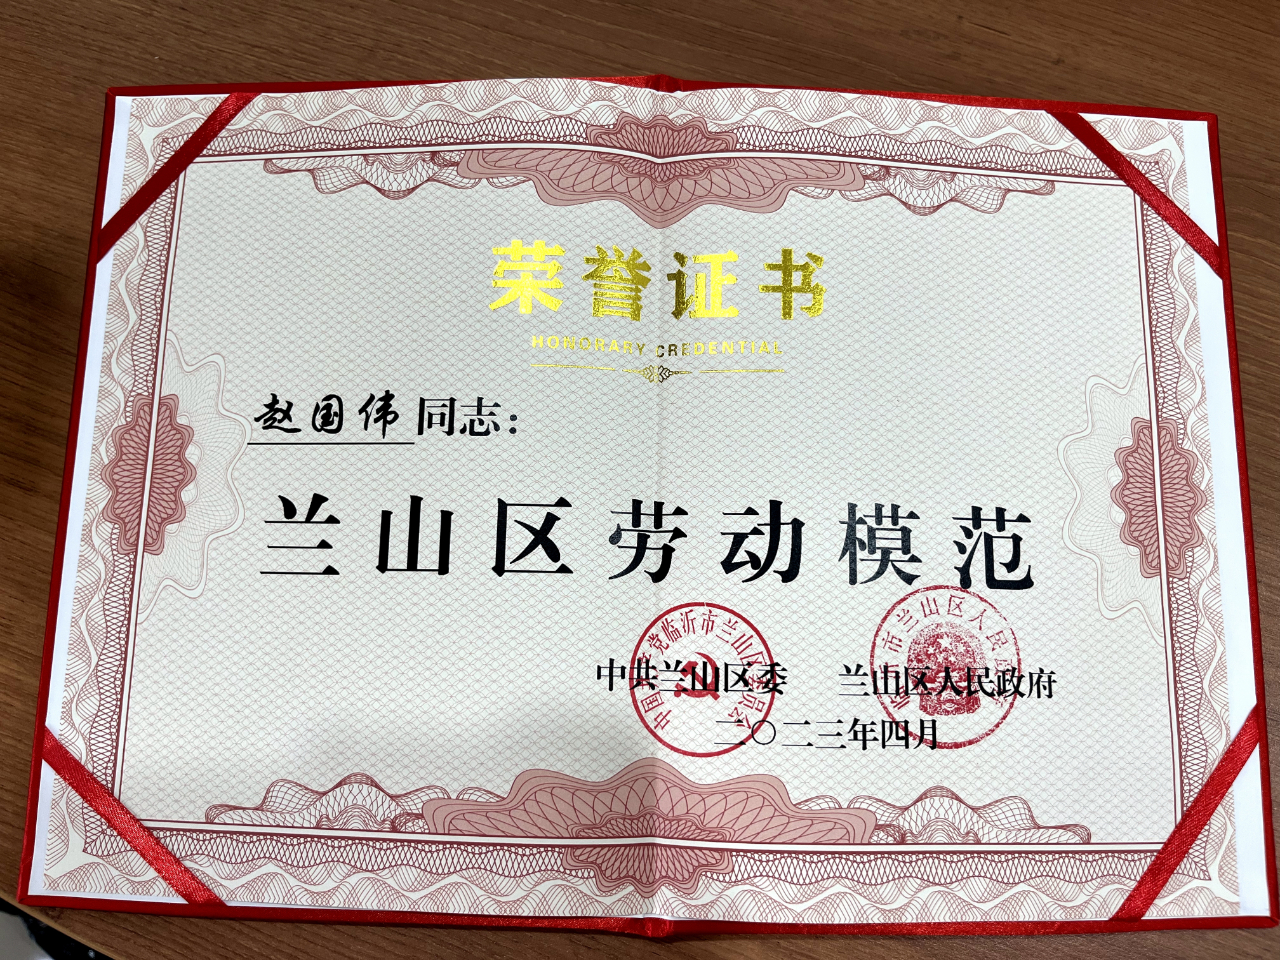 荣誉证书
HONORARY CREDENTIAL
赵国伟同志：
兰山区劳动模范
中共兰山区委 兰山区人民政府
二〇二三年四月